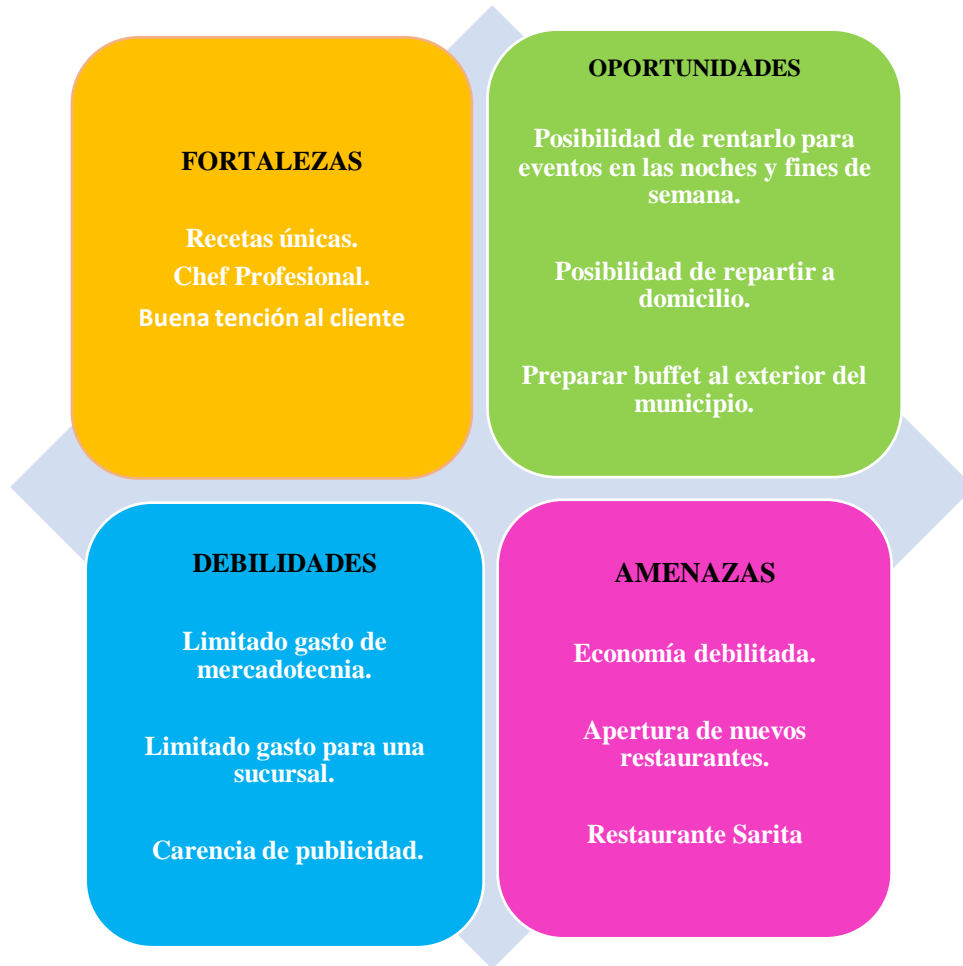 FORTALEZAS
Recetas únicas.
Chef Profesional.
Buena tención al cliente
OPORTUNIDADES
Posibilidad de rentarlo para
eventos en las noches y fines de
semana.
Posibilidad de repartir a
domicilio.
Preparar buffet al exterior del
municipio.
DEBILIDADES
Limitado gasto de
mercadotecnia.
Limitado gasto para una
sucursal.
Carencia de publicidad.
AMENAZAS
Economía debilitada.
Apertura de nuevos
restaurantes.
Restaurante Sarita